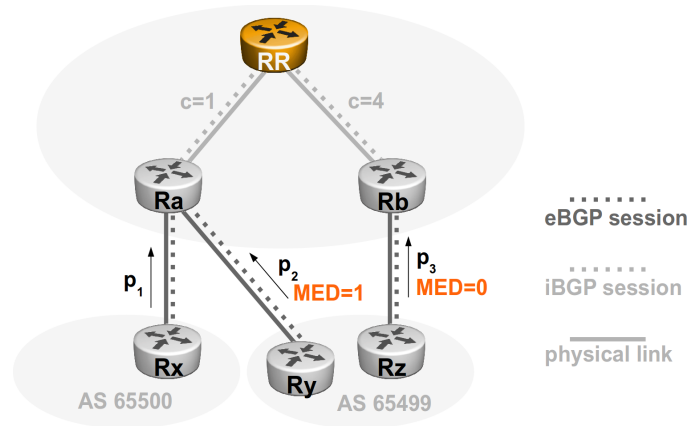 RR
c=1
c=4
Ra
Rb
eBGP session
p1
p2
MED=1
p3
MED=0
iBGP session
physical link
Rx
Ry
Rz
AS 65500
AS 65499